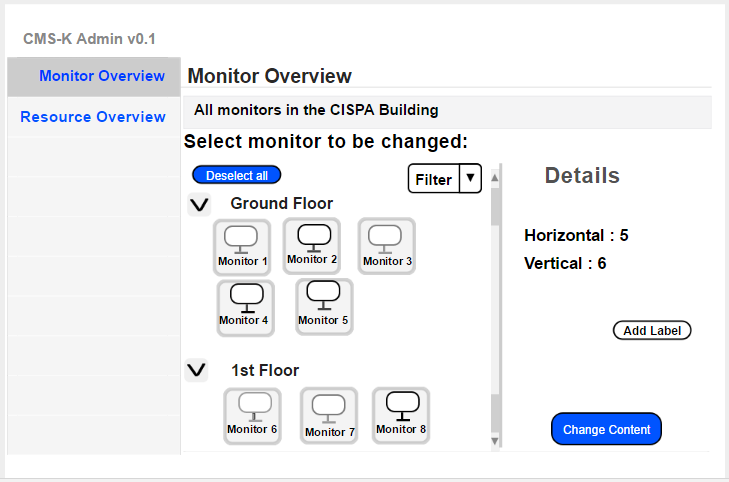 CMS-K Admin v0.1
Monitor Overview
Resource Overview
Monitor Overview
All monitors in the CISPA Building
Select monitor to be changed:
Deselect all
Filter
Ground Floor
Monitor 1
Monitor 2
Monitor 3
Monitor 4
Monitor 5
1st Floor
Monitor 6
Monitor 7
Monitor 8
Details
Horizontal : 5
Vertical : 6
Add Label
Change Content